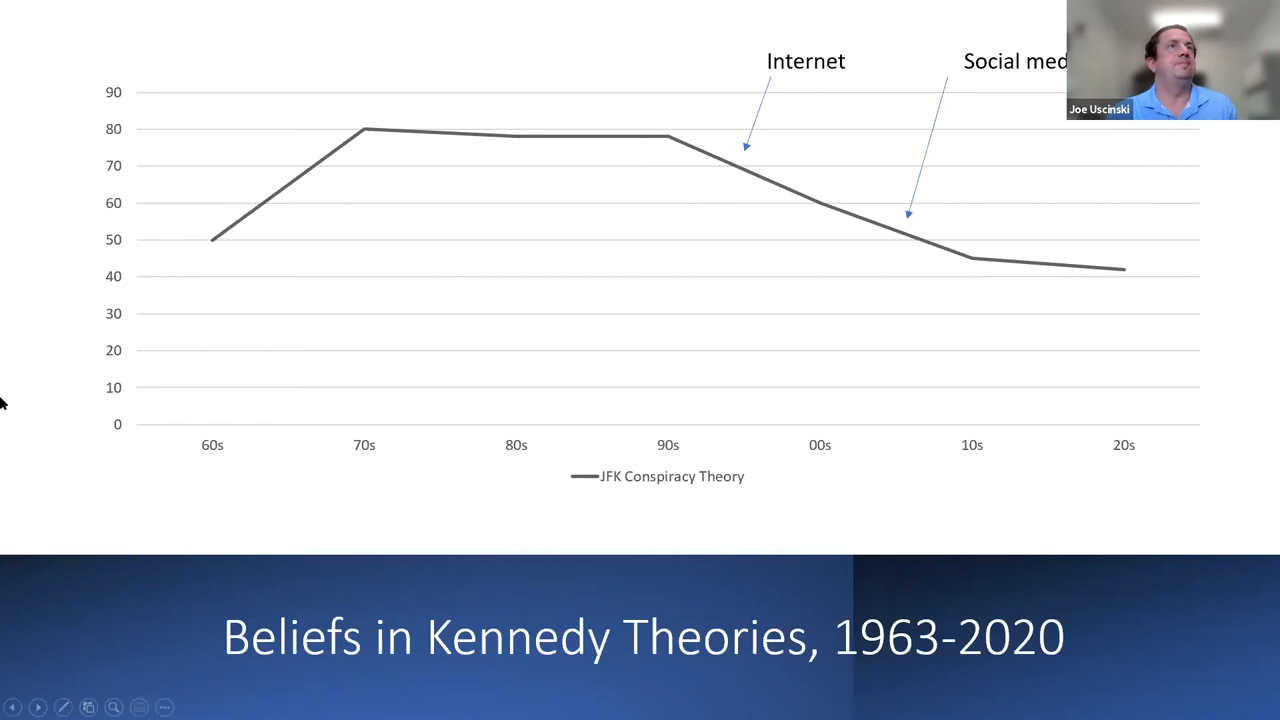 Internet
Social med
Joe Uscinski
90
80
70
60
50
40
30
20
10
0
60s 70s 80s 90s 00s 10s 20s
JFK Conspiracy Theory
Beliefs in Kennedy Theories, 1963-2020